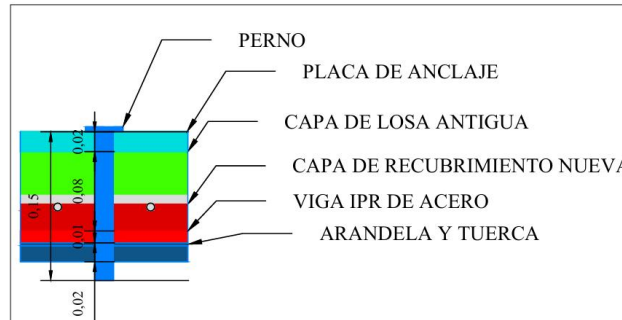 PERNO
PLACA DE ANCLAJE
CAPA DE LOSA ANTIGUA
CAPA DE RECUBRIMIENTO NUEVA
VIGA IPR DE ACERO
ARANDELA Y TUERCA
0,02
0,08
0,15
0,01
0,02